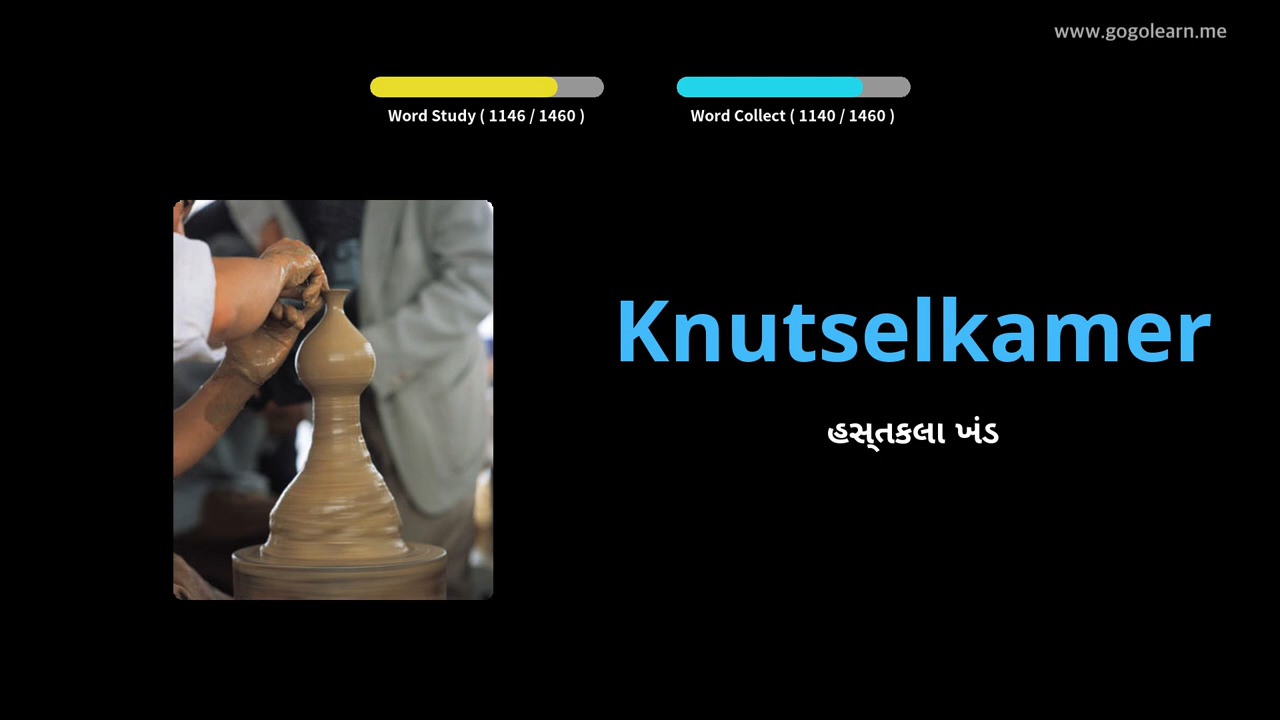 www.gogolearn.me
Word Study ( 1146 / 1460 )
Word Collect ( 1140 / 1460 )
Knutselkamer
હસ્તકલા ખંડ